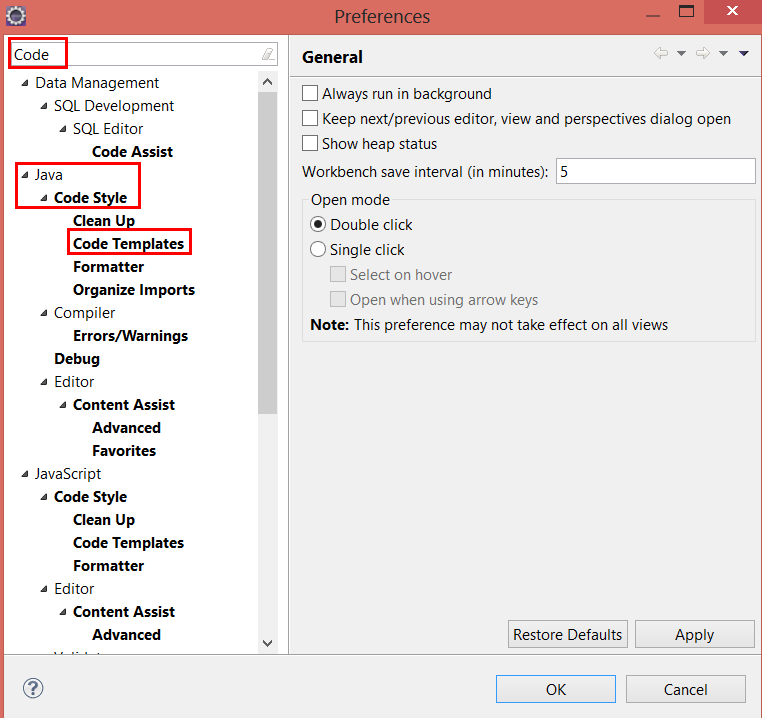 Preferences
Code
Data Management
SQL Development
SQL Editor
Code Assist
Java
Code Style
Clean Up
Code Templates
Formatter
Organize Imports
Compiler
Errors/Warnings
Debug
Editor
Content Assist
Advanced
Favorites
JavaScript
Code Style
Clean Up
Code Templates
Formatter
Editor
Content Assist
Advanced
General
Always run in background
Keep next/previous editor, view and perspectives dialog open
Show heap status
Workbench save interval (in minutes): 5
Open mode
Double click
Single click
Select on hover
Open when using arrow keys
Note: This preference may not take effect on all views
Restore Defaults Apply
? OK Cancel